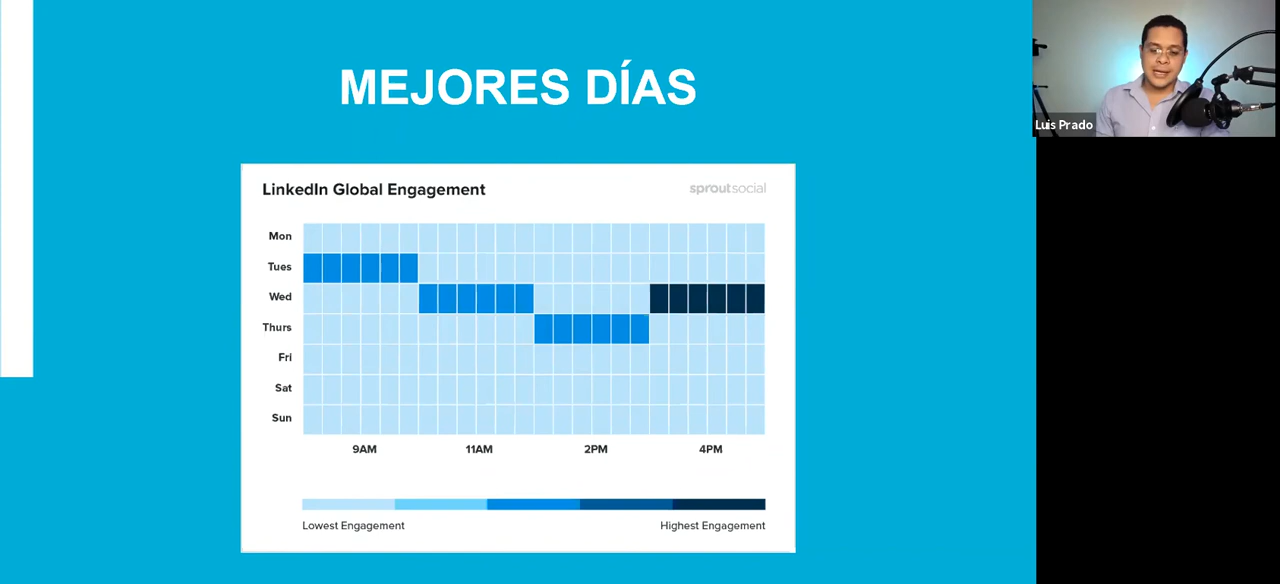 MEJORES DÍAS
Luis Prado
LinkedIn Global Engagement
sproutsocial
Mon
Tues
Wed
Thurs
Fri
Sat
Sun
9AM 11AM 2PM 4PM
Lowest Engagement Highest Engagement